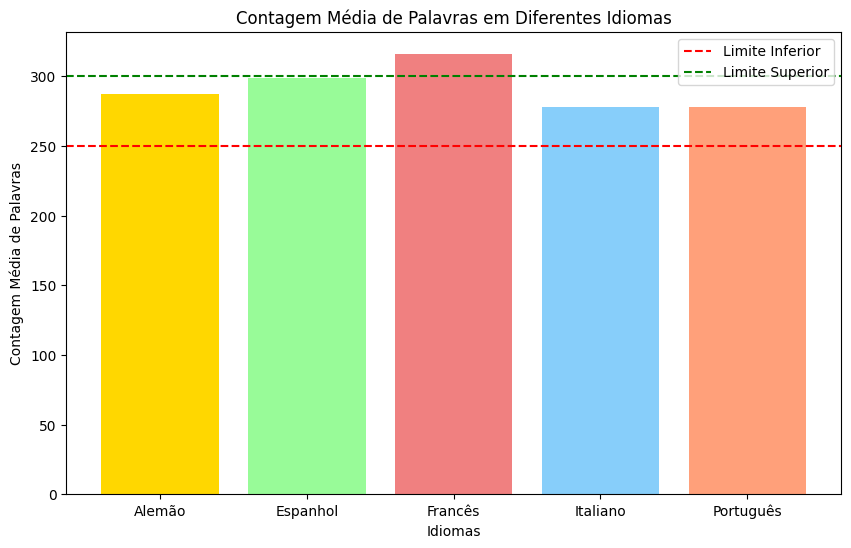 Contagem Média de Palavras em Diferentes Idiomas
Limite Inferior
Limite Superior
Contagem Média de Palavras
300
250
200
150
100
50
0
Alemão Espanhol Francês Italiano Português
Idiomas